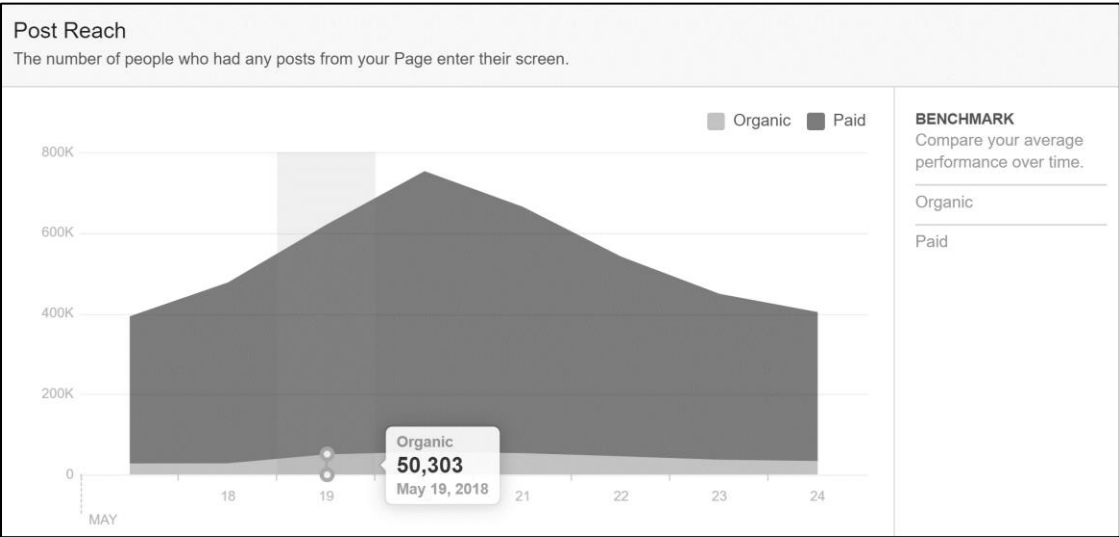 Post Reach
The number of people who had any posts from your Page enter their screen.
Organic Paid
BENCHMARK
Compare your average
performance over time.
Organic
Paid
800K
600K
400K
200K
0
Organic
50,303
May 19, 2018
18 19 21 22 23 24
MAY